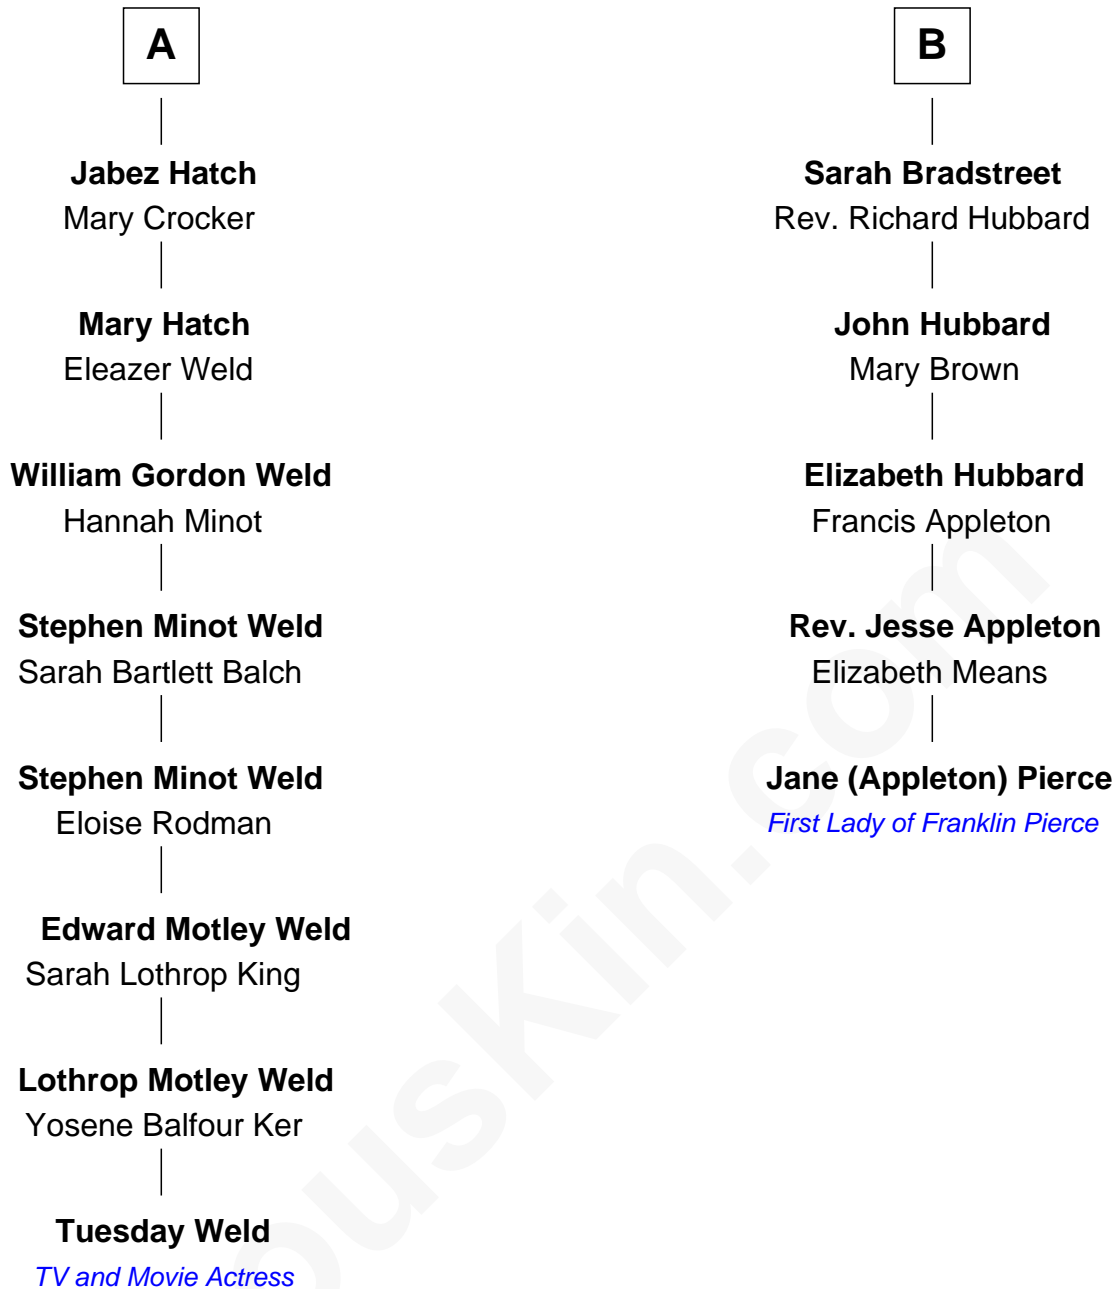 A
Jabez Hatch
Mary Crocker
Mary Hatch
Eleazer Weld
William Gordon Weld
Hannah Minot
Stephen Minot Weld
Sarah Bartlett Balch
Stephen Minot Weld
Eloise Rodman
Edward Motley Weld
Sarah Lothrop King
Lothrop Motley Weld
Yosene Balfour Ker
Tuesday Weld
TV and Movie Actress
B
Sarah Bradstreet
Rev. Richard Hubbard
John Hubbard
Mary Brown
Elizabeth Hubbard
Francis Appleton
Rev. Jesse Appleton
Elizabeth Means
Jane (Appleton) Pierce
First Lady of Franklin Pierce
ousKin.com